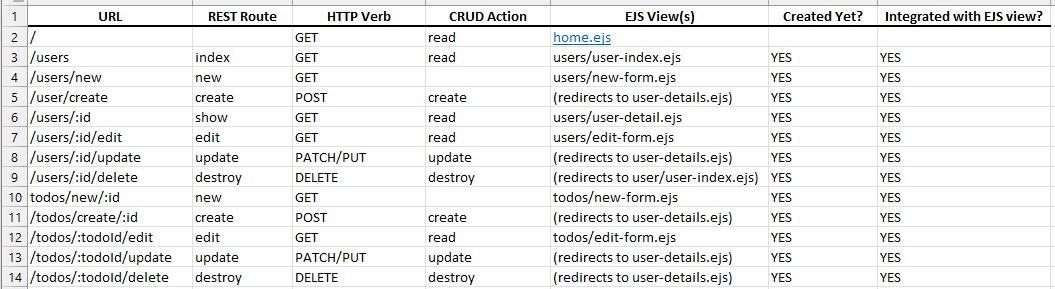 1 URL REST Route HTTP Verb CRUD Action EJS View(s) Created Yet? Integrated with EJS view?
2 / GET read home.ejs
3 /users index GET read users/user-index.ejs YES YES
4 /users/new new GET users/new-form.ejs YES YES
5 /user/create create POST create (redirects to user-details.ejs) YES YES
6 /users/:id show GET read users/user-detail.ejs YES YES
7 /users/:id/edit edit GET read users/edit-form.ejs YES YES
8 /users/:id/update update PATCH/PUT update (redirects to user-details.ejs) YES YES
9 /users/:id/delete destroy DELETE destroy (redirects to user/user-index.ejs) YES YES
10 todos/new/:id new GET todos/new-form.ejs YES YES
11 /todos/create/:id create POST create (redirects to user-details.ejs) YES YES
12 /todos/:todoId/edit edit GET read todos/edit-form.ejs YES YES
13 /todos/:todoId/update update PATCH/PUT update (redirects to user-details.ejs) YES YES
14 /todos/:todoId/delete destroy DELETE destroy (redirects to user-details.ejs) YES YES